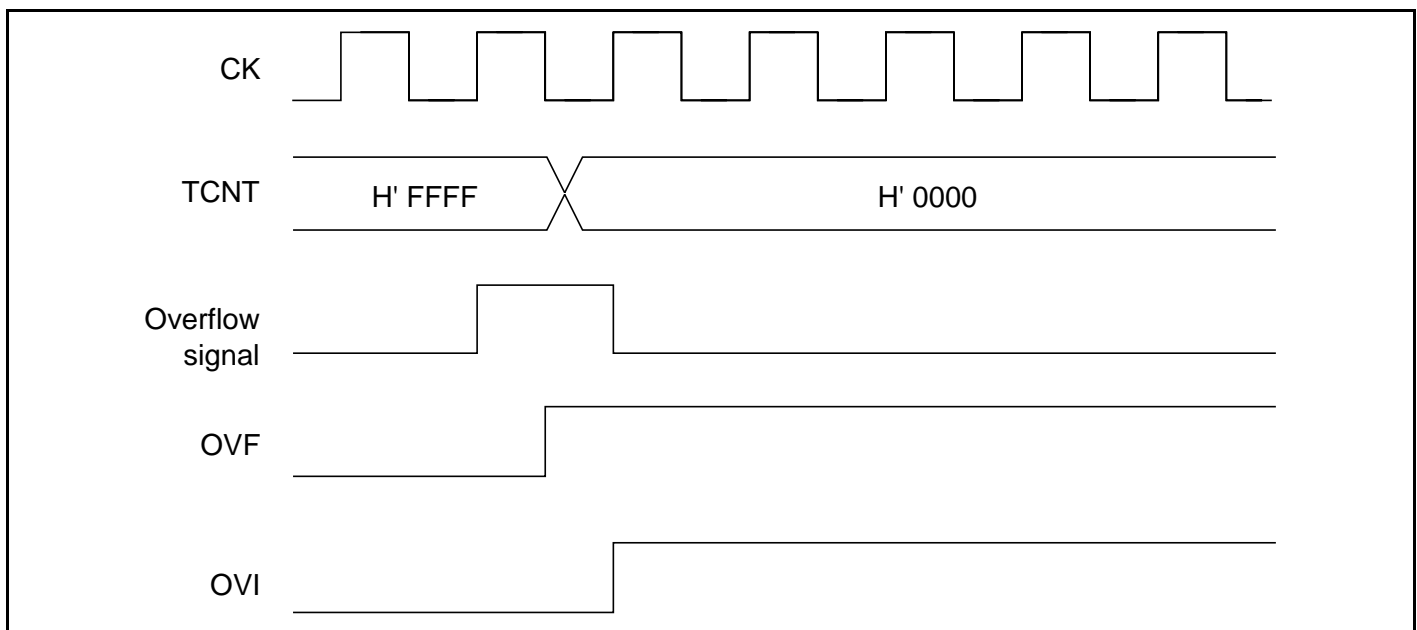 CK
TCNT
H' FFFF
H' 0000
Overflow
signal
OVF
OVI